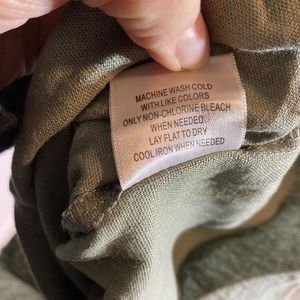 MACHINE WASH COLD
WITH LIKE COLORS
ONLY NON-CHLORINE BLEACH
WHEN NEEDED
LAY FLAT TO DRY
COOL IRON WHEN NEEDED